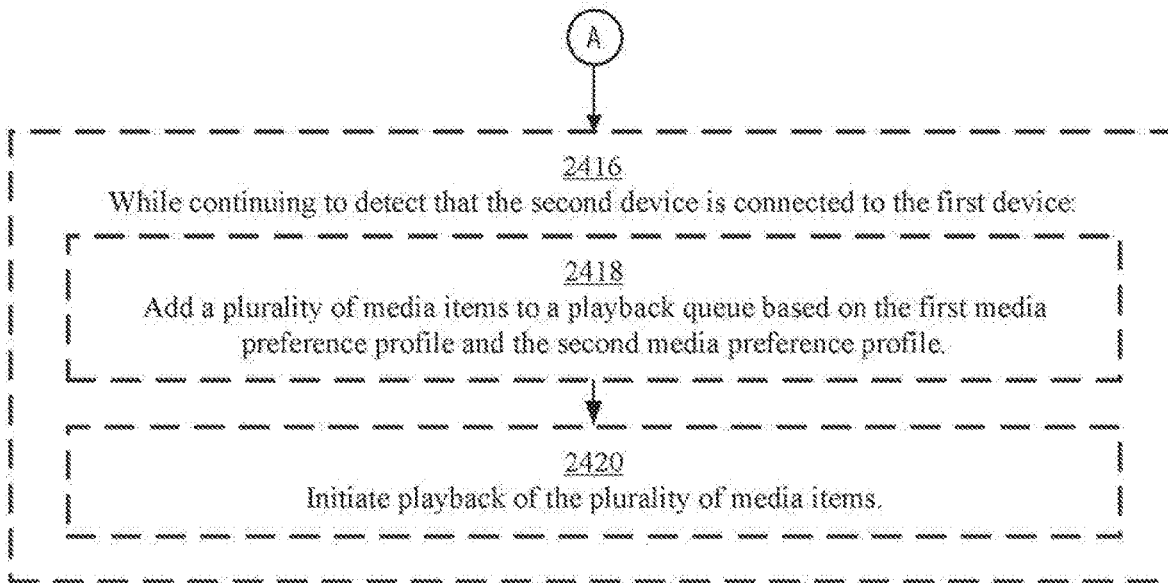 A
2416
While continuing to detect that the second device is connected to the first device:
2418
Add a plurality of media items to a playback queue based on the first media
preference profile and the second media preference profile.
2420
Initiate playback of the plurality of media items.